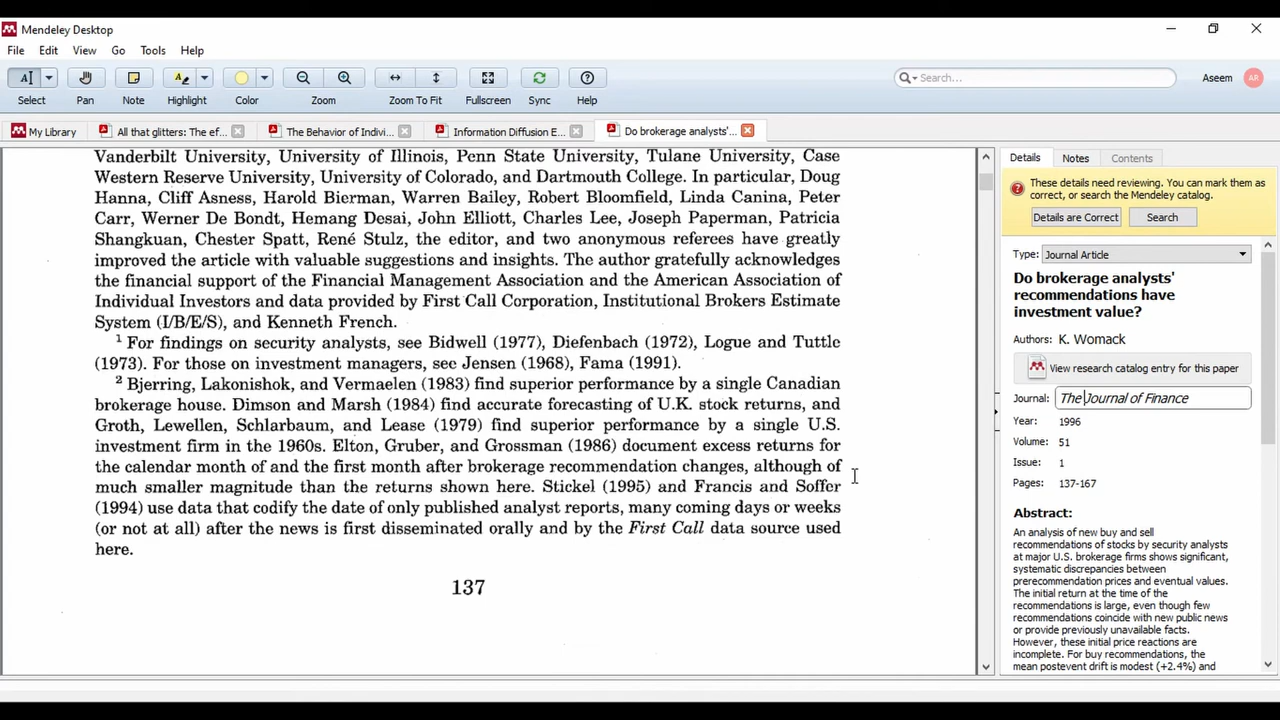 Mendeley Desktop
File Edit View Go Tools Help
Search...
Aseem AR
Select Pan Note Highlight Color Zoom Zoom To Fit Fullscreen Sync Help
My Library All that glitters: The ef... The Behavior of Indivi... Information Diffusion E... Do brokerage analysts'...
Vanderbilt University, University of Illinois, Penn State University, Tulane University, Case
Western Reserve University, University of Colorado, and Dartmouth College. In particular, Doug
Hanna, Cliff Asness, Harold Bierman, Warren Bailey, Robert Bloomfield, Linda Canina, Peter
Carr, Werner De Bondt, Hemang Desai, John Elliott, Charles Lee, Joseph Paperman, Patricia
Shangkuan, Chester Spatt, René Stulz, the editor, and two anonymous referees have greatly
improved the article with valuable suggestions and insights. The author gratefully acknowledges
the financial support of the Financial Management Association and the American Association of
Individual Investors and data provided by First Call Corporation, Institutional Brokers Estimate
System (I/B/E/S), and Kenneth French.
¹ For findings on security analysts, see Bidwell (1977), Diefenbach (1972), Logue and Tuttle
(1973). For those on investment managers, see Jensen (1968), Fama (1991).
² Bjerring, Lakonishok, and Vermaelen (1983) find superior performance by a single Canadian
brokerage house. Dimson and Marsh (1984) find accurate forecasting of U.K. stock returns, and
Groth, Lewellen, Schlarbaum, and Lease (1979) find superior performance by a single U.S.
investment firm in the 1960s. Elton, Gruber, and Grossman (1986) document excess returns for
the calendar month of and the first month after brokerage recommendation changes, although of
much smaller magnitude than the returns shown here. Stickel (1995) and Francis and Soffer
(1994) use data that codify the date of only published analyst reports, many coming days or weeks
(or not at all) after the news is first disseminated orally and by the First Call data source used
here.
137
Details Notes Contents
These details need reviewing. You can mark them as
correct, or search the Mendeley catalog.
Details are Correct Search
Type: Journal Article
Do brokerage analysts'
recommendations have
investment value?
Authors: K. Womack
View research catalog entry for this paper
Journal: The Journal of Finance
Year: 1996
Volume: 51
Issue: 1
Pages: 137-167
Abstract:
An analysis of new buy and sell
recommendations of stocks by security analysts
at major U.S. brokerage firms shows significant,
systematic discrepancies between
prerecommendation prices and eventual values.
The initial return at the time of the
recommendations is large, even though few
recommendations coincide with new public news
or provide previously unavailable facts.
However, these initial price reactions are
incomplete. For buy recommendations, the
mean postevent drift is modest (+2.4%) and